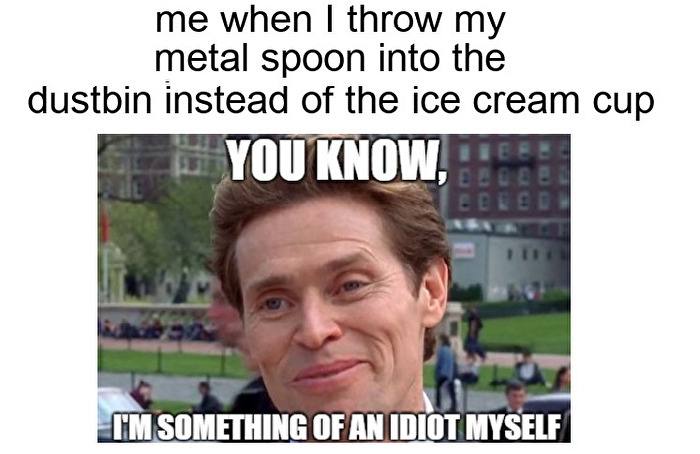 me when I throw my
metal spoon into the
dustbin instead of the ice cream cup
YOU KNOW,
I'M SOMETHING OF AN IDIOT MYSELF